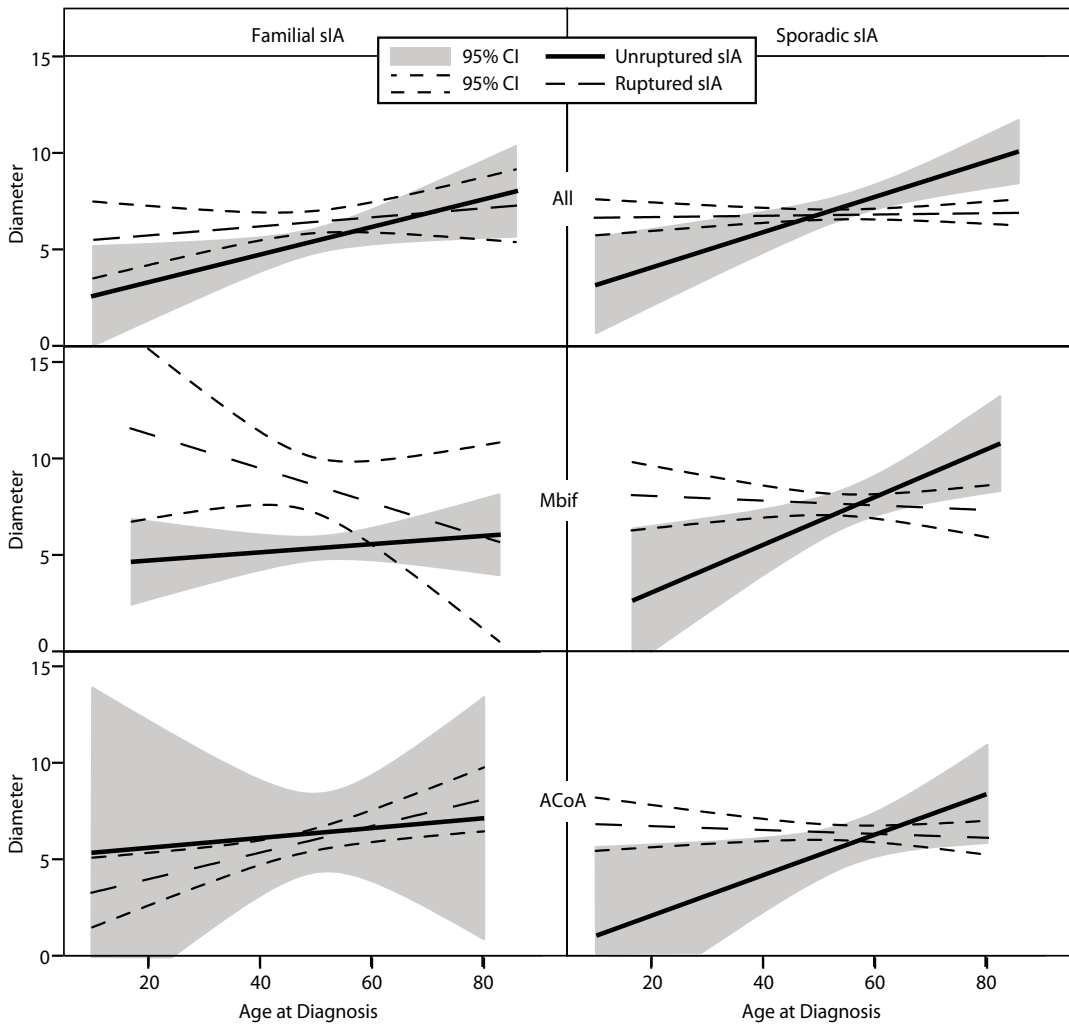 Familial sIA
Sporadic sIA
95% CI
Unruptured sIA
95% CI
Ruptured sIA
15
10
5
0
Diameter
All
15
10
5
0
Diameter
Mbif
15
10
5
0
Diameter
ACoA
20 40 60 80
20 40 60 80
Age at Diagnosis
Age at Diagnosis